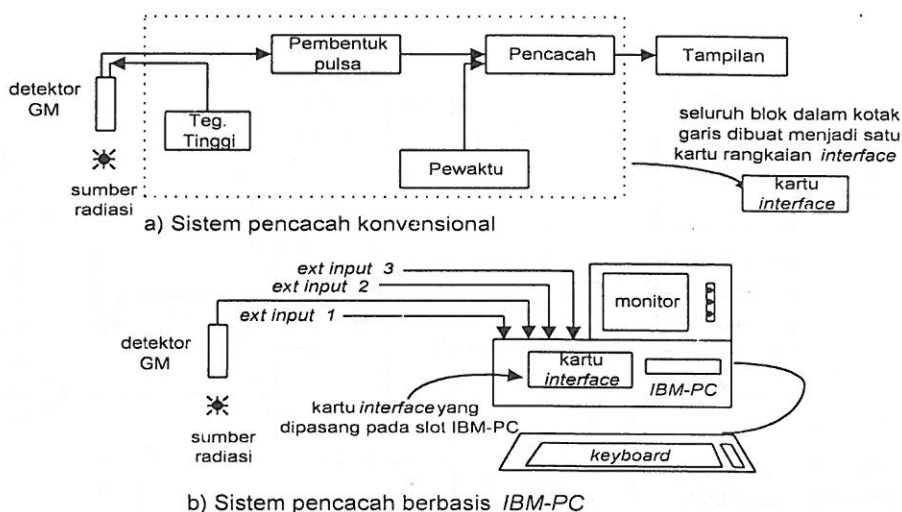 Pembentuk
pulsa
Pencacah
Tampilan
detektor
GM
Teg.
Tinggi
Pewaktu
sumber
radiasi
seluruh blok dalam kotak
garis dibuat menjadi satu
kartu rangkaian interface
kartu
interface
a) Sistem pencacah konvensional
ext input 3
ext input 2
ext input 1
monitor
detektor
GM
kartu
interface
IBM-PC
kartu interface yang
dipasang pada slot IBM-PC
sumber
radiasi
keyboard
b) Sistem pencacah berbasis IBM-PC